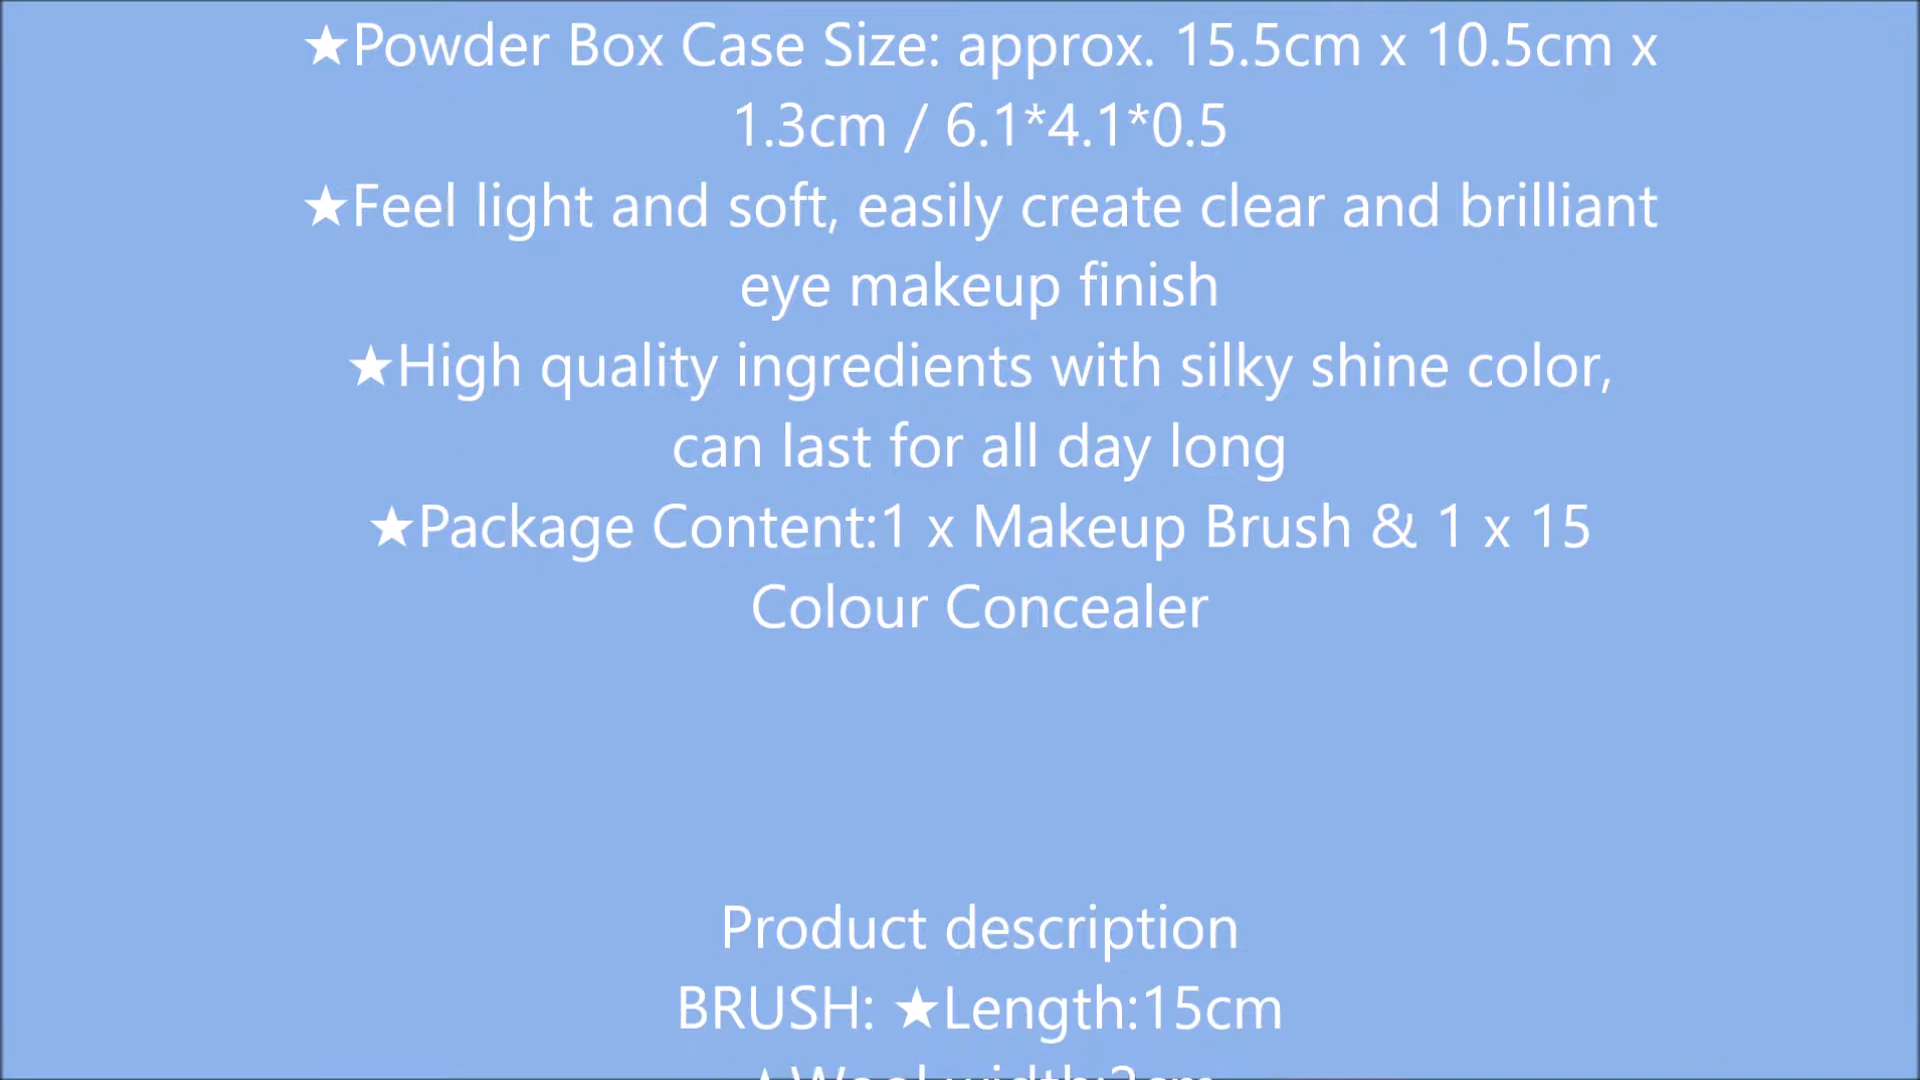 ★Powder Box Case Size: approx. 15.5cm x 10.5cm x
1.3cm / 6.1*4.1*0.5
★Feel light and soft, easily create clear and brilliant
eye makeup finish
★High quality ingredients with silky shine color,
can last for all day long
★Package Content:1 x Makeup Brush & 1 x 15
Colour Concealer
Product description
BRUSH: ★Length:15cm
★Wool width: